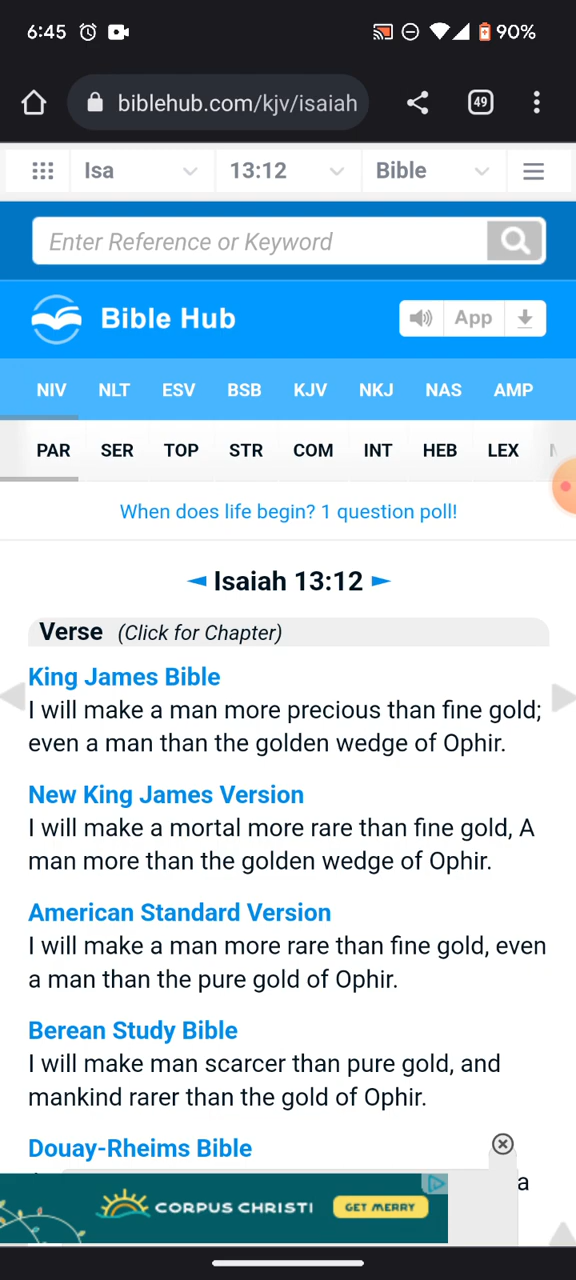 6:45 90%
biblehub.com/kjv/isaiah 49
Isa 13:12 Bible
Enter Reference or Keyword
Bible Hub App
NIV NLT ESV BSB KJV NKJ NAS AMP
PAR SER TOP STR COM INT HEB LEX
When does life begin? 1 question poll!
Isaiah 13:12
Verse (Click for Chapter)
King James Bible
I will make a man more precious than fine gold;
even a man than the golden wedge of Ophir.
New King James Version
I will make a mortal more rare than fine gold, A
man more than the golden wedge of Ophir.
American Standard Version
I will make a man more rare than fine gold, even
a man than the pure gold of Ophir.
Berean Study Bible
I will make man scarcer than pure gold, and
mankind rarer than the gold of Ophir.
Douay-Rheims Bible
a
CORPUS CHRISTI GET MERRY